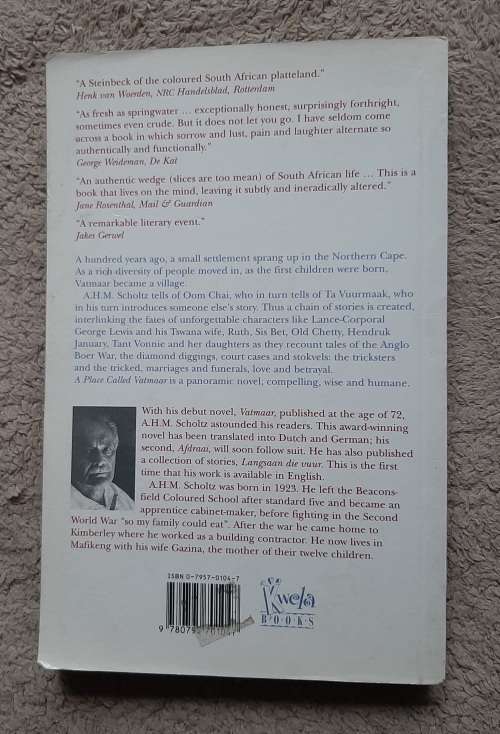 "A Steinbeck of the coloured South African platteland."
Henk van Woerden, NRC Handelsblad, Rotterdam
"As fresh as springwater … exceptionally honest, surprisingly forthright,
sometimes even crude. But it does not let you go. I have seldom come
across a book in which sorrow and lust, pain and laughter alternate so
authentically and functionally."
George Weideman, De Kat
"An authentic wedge (slices are too mean) of South African life … This is a
book that lives on the mind, leaving it subtly and ineradically altered."
Jane Rosenthal, Mail & Guardian
"A remarkable literary event."
Jakes Gerwel
A hundred years ago, a small settlement sprang up in the Northern Cape.
As a rich diversity of people moved in, as the first children were born,
Vatmaar became a village.
A.H.M. Scholtz tells of Oom Chai, who in turn tells of Ta Vuurmaak, who
in his turn introduces someone else's story. Thus a chain of stories is created,
interlinking the fates of unforgettable characters like Lance-Corporal
George Lewis and his Tswana wife, Ruth, Sis Bet, Old Chetty, Hendruk
January, Tant Vonnie and her daughters as they recount tales of the Anglo
Boer War, the diamond diggings, court cases and stokvels: the tricksters
and the tricked, marriages and funerals, love and betrayal.
A Place Called Vatmaar is a panoramic novel; compelling, wise and humane.
With his debut novel, Vatmaar, published at the age of 72,
A.H.M. Scholtz astounded his readers. This award-winning
novel has been translated into Dutch and German; his
second, Afdraai, will soon follow suit. He has also published
a collection of stories, Langsaan die vuur. This is the first
time that his work is available in English.
A.H.M. Scholtz was born in 1923. He left the Beacons-
field Coloured School after standard five and became an
apprentice cabinet-maker, before fighting in the Second
World War "so my family could eat". After the war he came home to
Kimberley where he worked as a building contractor. He now lives in
Mafikeng with his wife Gazina, the mother of their twelve children.
ISBN 0-7957-0104-7
Kwela
BOOKS